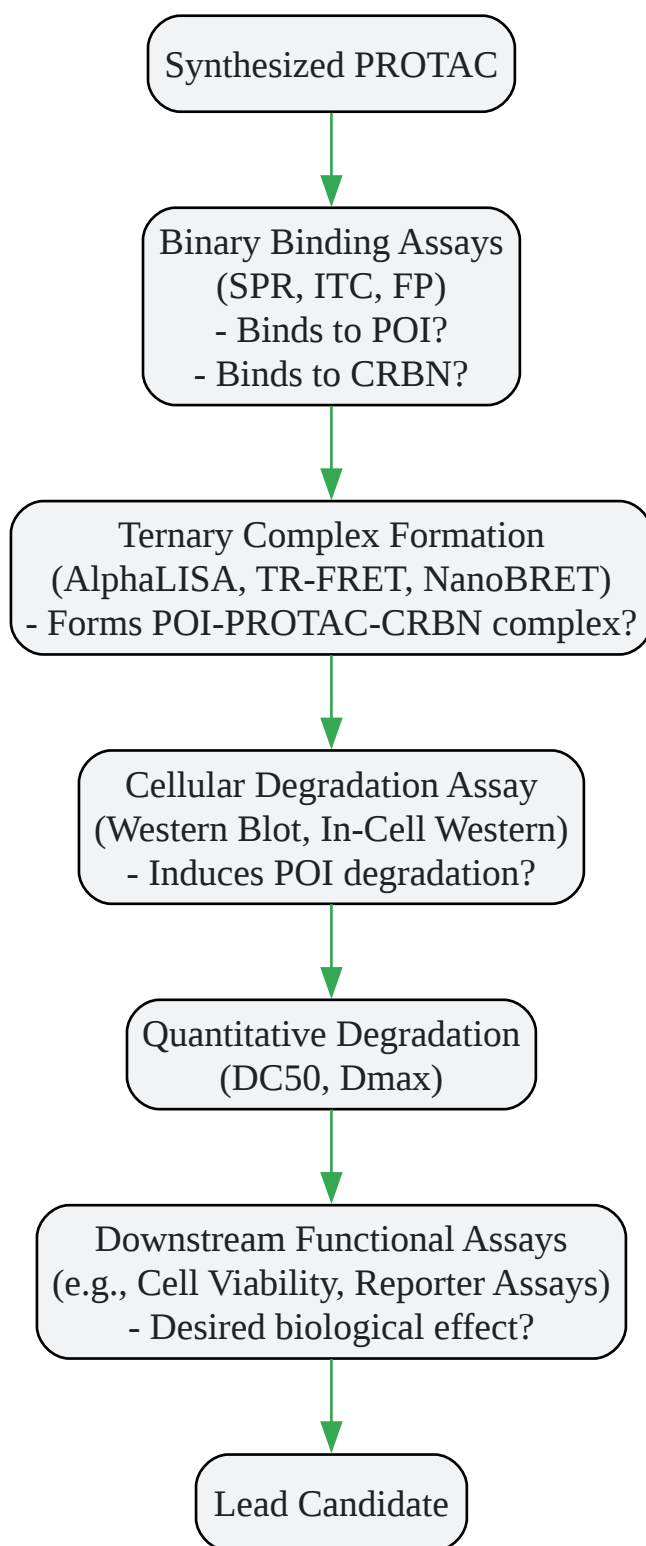 Synthesized PROTAC
Binary Binding Assays
(SPR, ITC, FP)
- Binds to POI?
- Binds to CRBN?
Ternary Complex Formation
(AlphaLISA, TR-FRET, NanoBRET)
- Forms POI-PROTAC-CRBN complex?
Cellular Degradation Assay
(Western Blot, In-Cell Western)
- Induces POI degradation?
Quantitative Degradation
(DC50, Dmax)
Downstream Functional Assays
(e.g., Cell Viability, Reporter Assays)
- Desired biological effect?
Lead Candidate